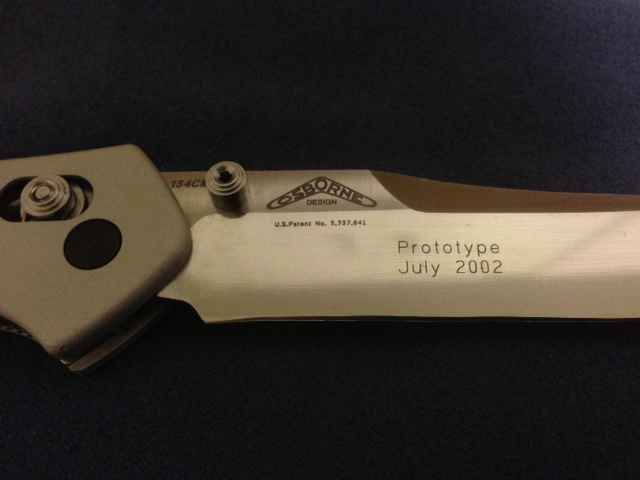 154CM
OSBORNE
DESIGN
U.S.Patent No. 5,737,841
Prototype
July 2002